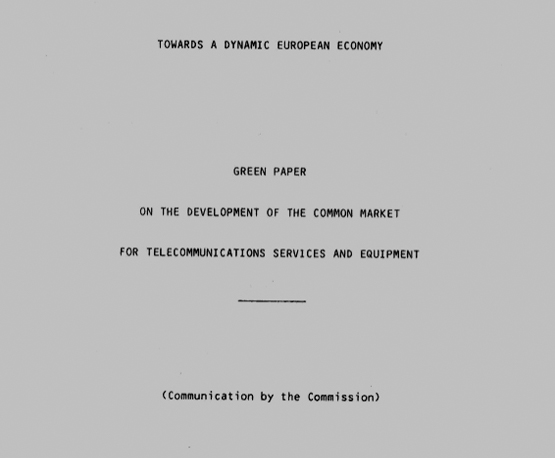 TOWARDS A DYNAMIC EUROPEAN ECONOMY
GREEN PAPER
ON THE DEVELOPMENT OF THE COMMON MARKET
FOR TELECOMMUNICATIONS SERVICES AND EQUIPMENT
(Communication by the Commission)